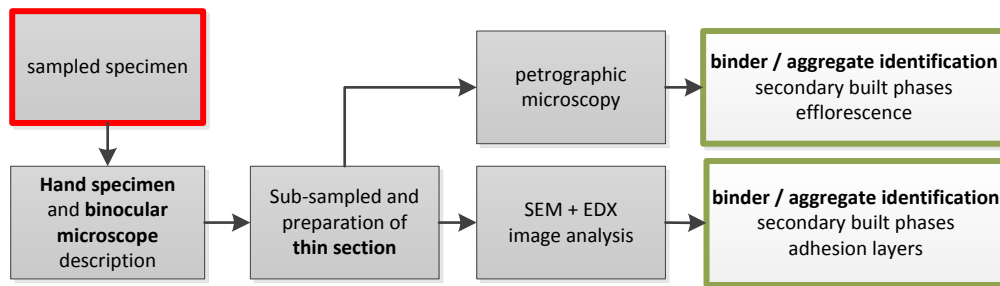 sampled specimen
Hand specimen
and binocular
microscope
description
Sub-sampled and
preparation of
thin section
petrographic
microscopy
binder / aggregate identification
secondary built phases
efflorescence
SEM + EDX
image analysis
binder / aggregate identification
secondary built phases
adhesion layers